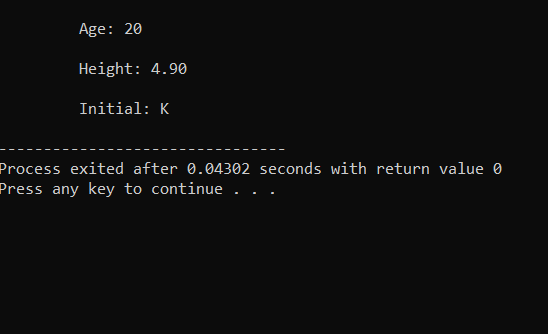 Age: 20
Height: 4.90
Initial: K
--------------------------------
Process exited after 0.04302 seconds with return value 0
Press any key to continue . . .